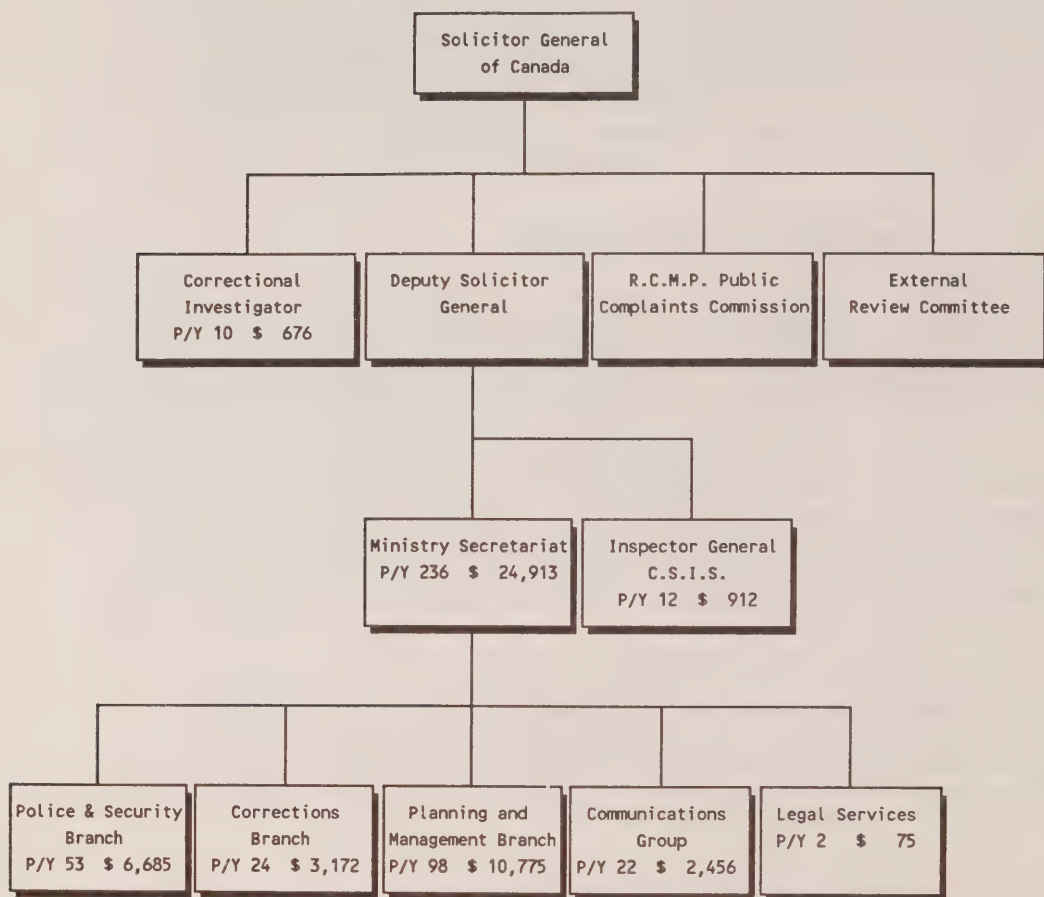 Solicitor General
of Canada
Correctional
Investigator
P/Y 10 $ 676
Deputy Solicitor
General
R.C.M.P. Public
Complaints Commission
External
Review Committee
Ministry Secretariat
P/Y 236 $ 24,913
Inspector General
C.S.I.S.
P/Y 12 $ 912
Police & Security
Branch
P/Y 53 $ 6,685
Corrections
Branch
P/Y 24 $ 3,172
Planning and
Management Branch
P/Y 98 $ 10,775
Communications
Group
P/Y 22 $ 2,456
Legal Services
P/Y 2 $ 75